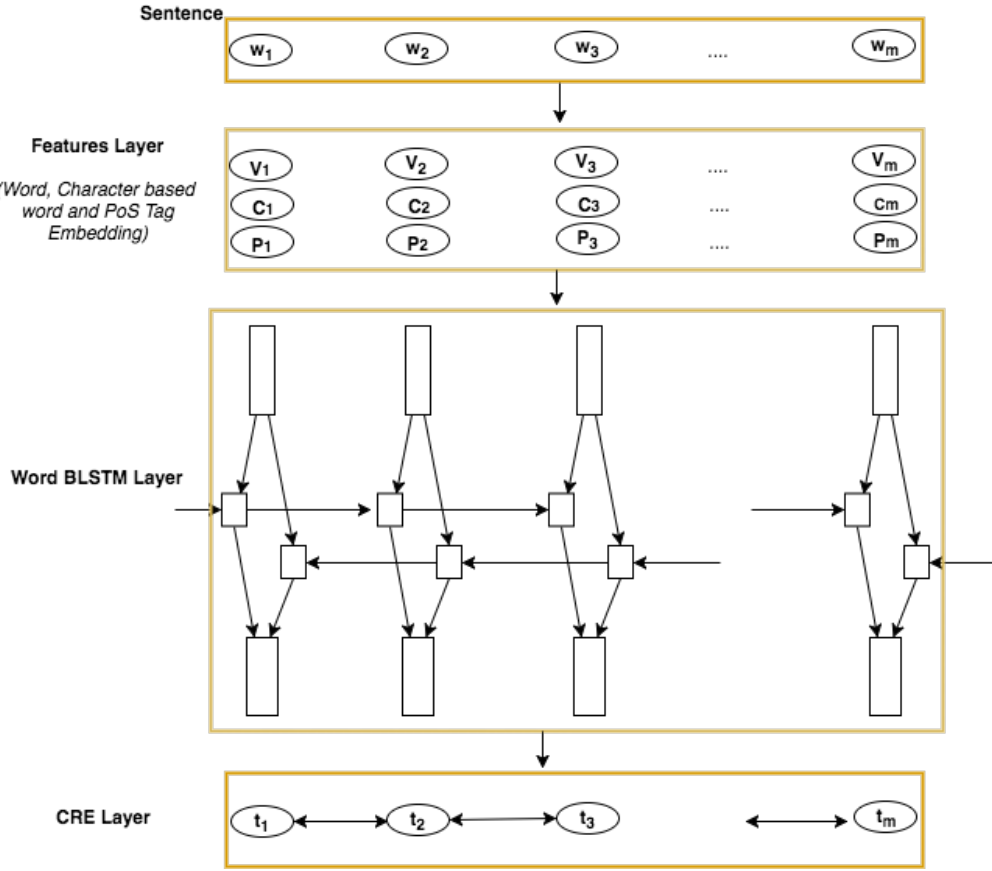 Sentence
w1 w2 w3 .... wm
Features Layer
V1 V2 V3 .... Vm
(Word, Character based
word and PoS Tag
Embedding)
C1 C2 C3 .... cm
P1 P2 P3 .... Pm
Word BLSTM Layer
CRE Layer
t1 t2 t3 tm